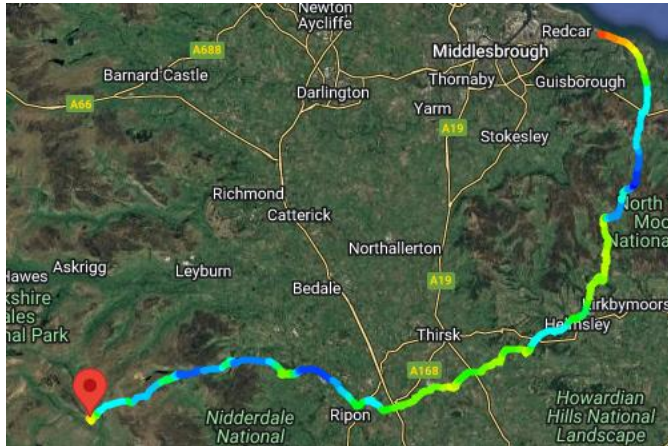 Newton
Aycliffe
Redcar
A688
Middlesbrough
Barnard Castle
Thornaby
Guisborough
Darlington
A66
Yarm
A19
Stokesley
Richmond
Catterick
North
Moo
Nationa
Northallerton
Hawes
Askrigg
Leyburn
A19
kshire
ales
nal Park
Bedale
Kirkbymoors
Helmsley
Thirsk
A168
Nidderdale
National
Ripon
Howardian
Hills National
Landscape